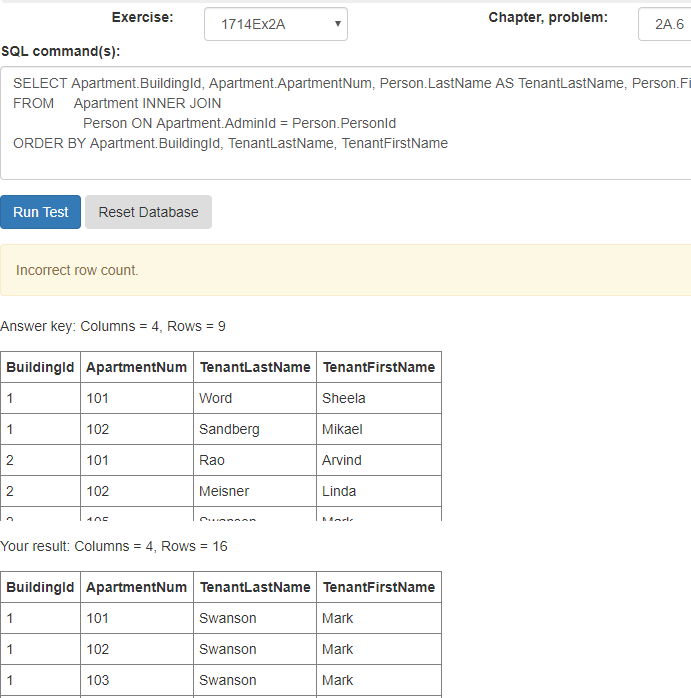 Exercise: 1714Ex2A Chapter, problem: 2A.6
SQL command(s):
SELECT Apartment.BuildingId, Apartment.ApartmentNum, Person.LastName AS TenantLastName, Person.Fi
FROM Apartment INNER JOIN
Person ON Apartment.AdminId = Person.PersonId
ORDER BY Apartment.BuildingId, TenantLastName, TenantFirstName
Run Test Reset Database
Incorrect row count.
Answer key: Columns = 4, Rows = 9
BuildingId ApartmentNum TenantLastName TenantFirstName
1 101 Word Sheela
1 102 Sandberg Mikael
2 101 Rao Arvind
2 102 Meisner Linda
2 105 Swanson Mark
Your result: Columns = 4, Rows = 16
BuildingId ApartmentNum TenantLastName TenantFirstName
1 101 Swanson Mark
1 102 Swanson Mark
1 103 Swanson Mark